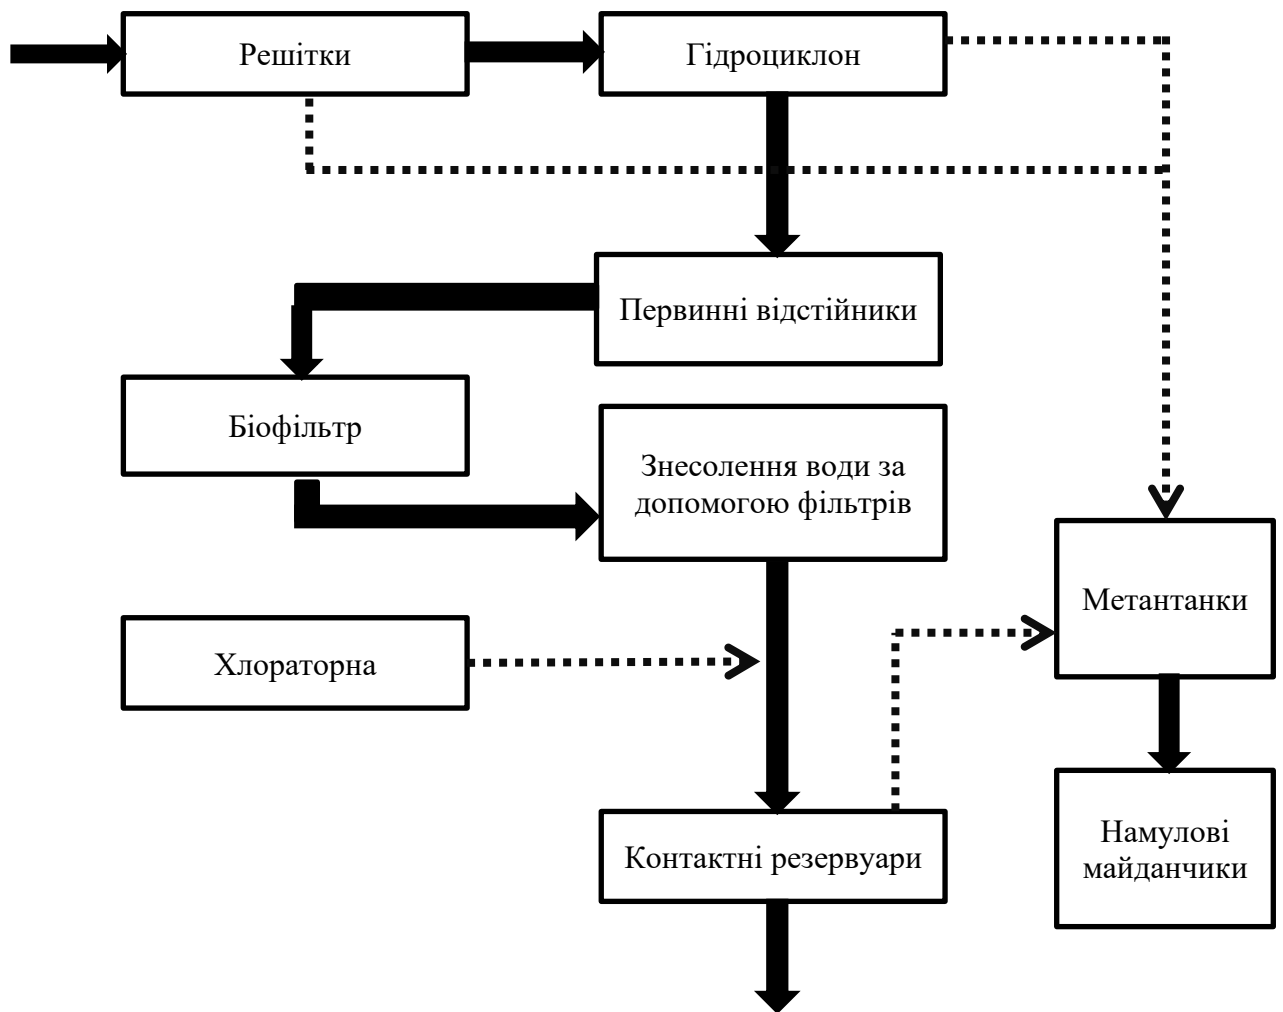 Решітки
Гідроциклон
Первинні відстійники
Біофільтр
Знесолення води за
допомогою фільтрів
Метантанки
Хлораторна
Контактні резервуари
Намулові
майданчики